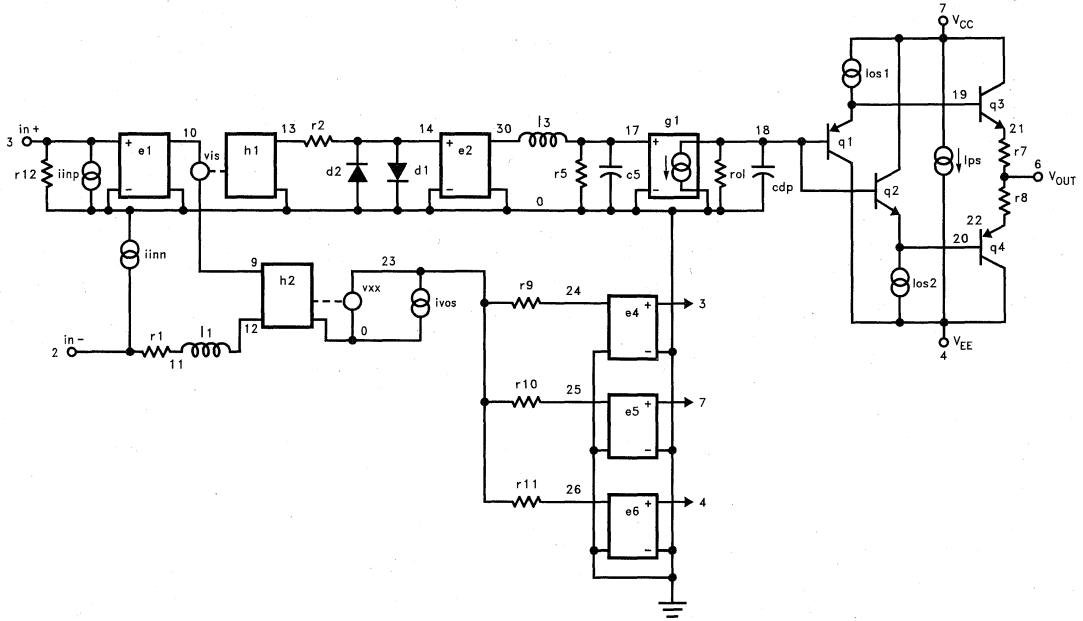 7
VCC
Ios1
19
q3
in+
3
r12
iinp
+
e1
−
10
vis
h1
13
r2
d2
d1
14
+
e2
−
30
l3
r5
c5
17
+
g1
−
18
rol
cdp
q1
q2
Ips
21
r7
6
VOUT
r8
22
20
q4
Ios2
0
iinn
9
h2
12
23
vxx
ivos
0
in−
2
r1
11
l1
VEE
4
r9
24
e4
+
−
3
r10
25
e5
+
−
7
r11
26
e6
+
−
4